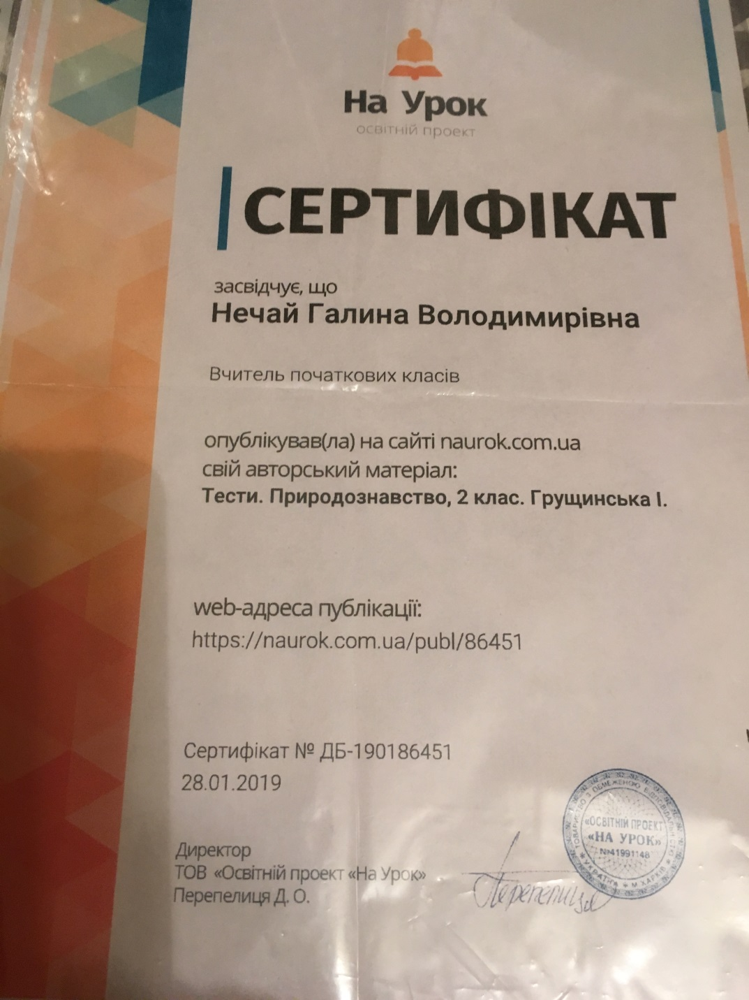 На Урок
освітній проект
СЕРТИФІКАТ
засвідчує, що
Нечай Галина Володимирівна
Вчитель початкових класів
опублікував(ла) на сайті naurok.com.ua
свій авторський матеріал:
Тести. Природознавство, 2 клас. Грущинська І.
web-адреса публікації:
https://naurok.com.ua/publ/86451
Сертифікат № ДБ-190186451
28.01.2019
Директор
ТОВ «Освітній проект «На Урок»
Перепелиця Д. О.
Перепелиця
ТОВАРИСТВО З ОБМЕЖЕНОЮ ВІДПОВІДАЛЬНІСТЮ
«ОСВІТНІЙ ПРОЕКТ
«НА УРОК»
№41991148
* УКРАЇНА * М.ХАРКІВ *